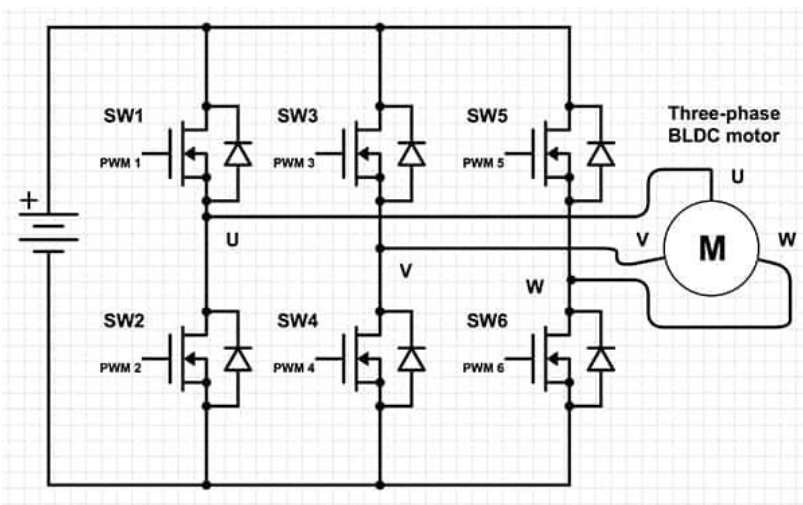 SW1
PWM 1
SW3
PWM 3
SW5
PWM 5
Three-phase
BLDC motor
U
+
U
V
M
W
V
W
SW2
PWM 2
SW4
PWM 4
SW6
PWM 6